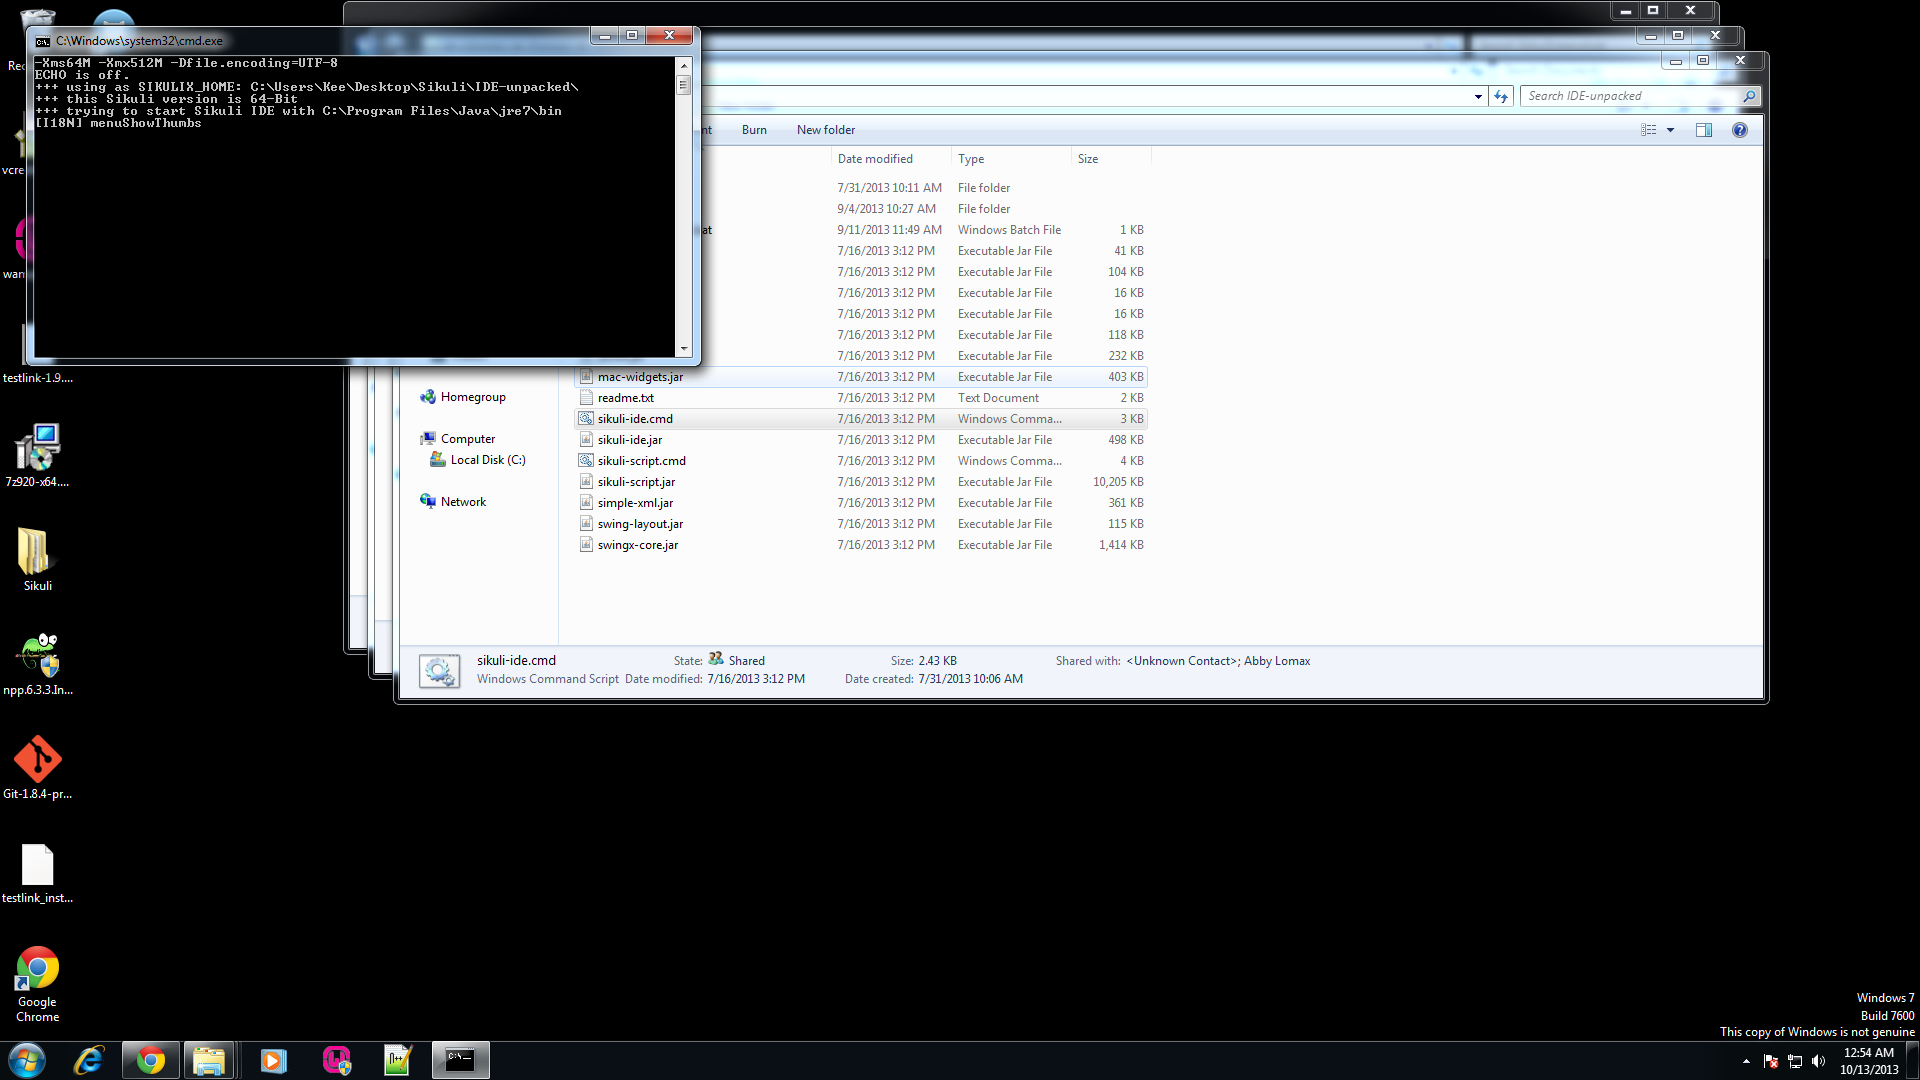 C:\Windows\system32\cmd.exe
-Xms64M -Xmx512M -Dfile.encoding=UTF-8
ECHO is off.
+++ using as SIKULIX_HOME: C:\Users\Kee\Desktop\Sikuli\IDE-unpacked\
+++ this Sikuli version is 64-Bit
+++ trying to start Sikuli IDE with C:\Program Files\Java\jre7\bin
[I18N] menuShowThumbs
Search IDE-unpacked
Burn New folder
Date modified Type Size
7/31/2013 10:11 AM File folder
9/4/2013 10:27 AM File folder
at 9/11/2013 11:49 AM Windows Batch File 1 KB
7/16/2013 3:12 PM Executable Jar File 41 KB
7/16/2013 3:12 PM Executable Jar File 104 KB
7/16/2013 3:12 PM Executable Jar File 16 KB
7/16/2013 3:12 PM Executable Jar File 16 KB
7/16/2013 3:12 PM Executable Jar File 118 KB
7/16/2013 3:12 PM Executable Jar File 232 KB
mac-widgets.jar 7/16/2013 3:12 PM Executable Jar File 403 KB
readme.txt 7/16/2013 3:12 PM Text Document 2 KB
sikuli-ide.cmd 7/16/2013 3:12 PM Windows Comma... 3 KB
sikuli-ide.jar 7/16/2013 3:12 PM Executable Jar File 498 KB
sikuli-script.cmd 7/16/2013 3:12 PM Windows Comma... 4 KB
sikuli-script.jar 7/16/2013 3:12 PM Executable Jar File 10,205 KB
simple-xml.jar 7/16/2013 3:12 PM Executable Jar File 361 KB
swing-layout.jar 7/16/2013 3:12 PM Executable Jar File 115 KB
swingx-core.jar 7/16/2013 3:12 PM Executable Jar File 1,414 KB
Homegroup
Computer
Local Disk (C:)
Network
sikuli-ide.cmd State: Shared Size: 2.43 KB Shared with: <Unknown Contact>; Abby Lomax
Windows Command Script Date modified: 7/16/2013 3:12 PM Date created: 7/31/2013 10:06 AM
Rec
vcre
wam
testlink-1.9....
7z920-x64....
Sikuli
npp.6.3.3.In...
Git-1.8.4-pr...
testlink_inst...
Google
Chrome
Windows 7
Build 7600
This copy of Windows is not genuine
12:54 AM
10/13/2013